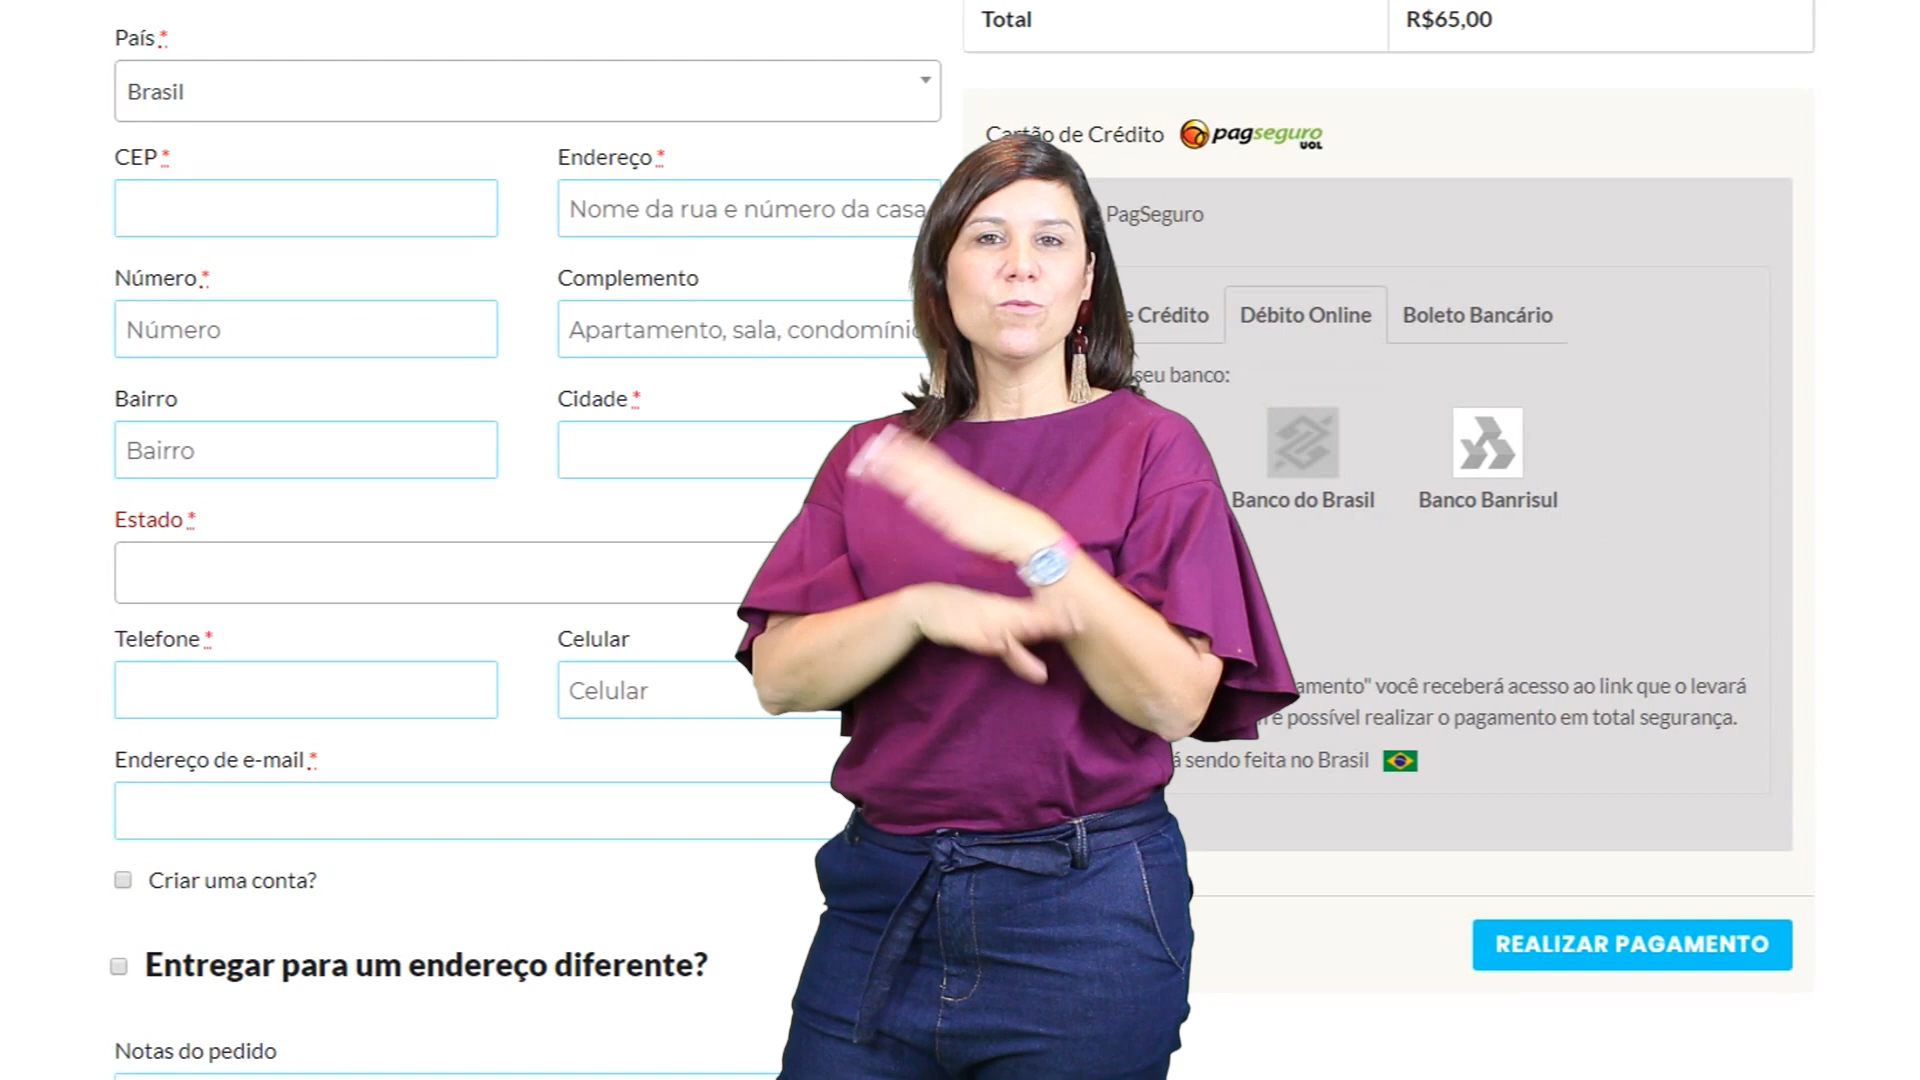 País *
Brasil
CEP *
Endereço *
Nome da rua e número da casa
Número *
Complemento
Número
Apartamento, sala, condomínio
Bairro
Cidade *
Bairro
Estado *
Telefone *
Celular
Celular
Endereço de e-mail *
Criar uma conta?
Entregar para um endereço diferente?
Notas do pedido
Total R$65,00
Cartão de Crédito pagseguro UOL
PagSeguro
e Crédito Débito Online Boleto Bancário
seu banco:
Banco do Brasil Banco Banrisul
amento" você receberá acesso ao link que o levará
é possível realizar o pagamento em total segurança.
á sendo feita no Brasil
REALIZAR PAGAMENTO